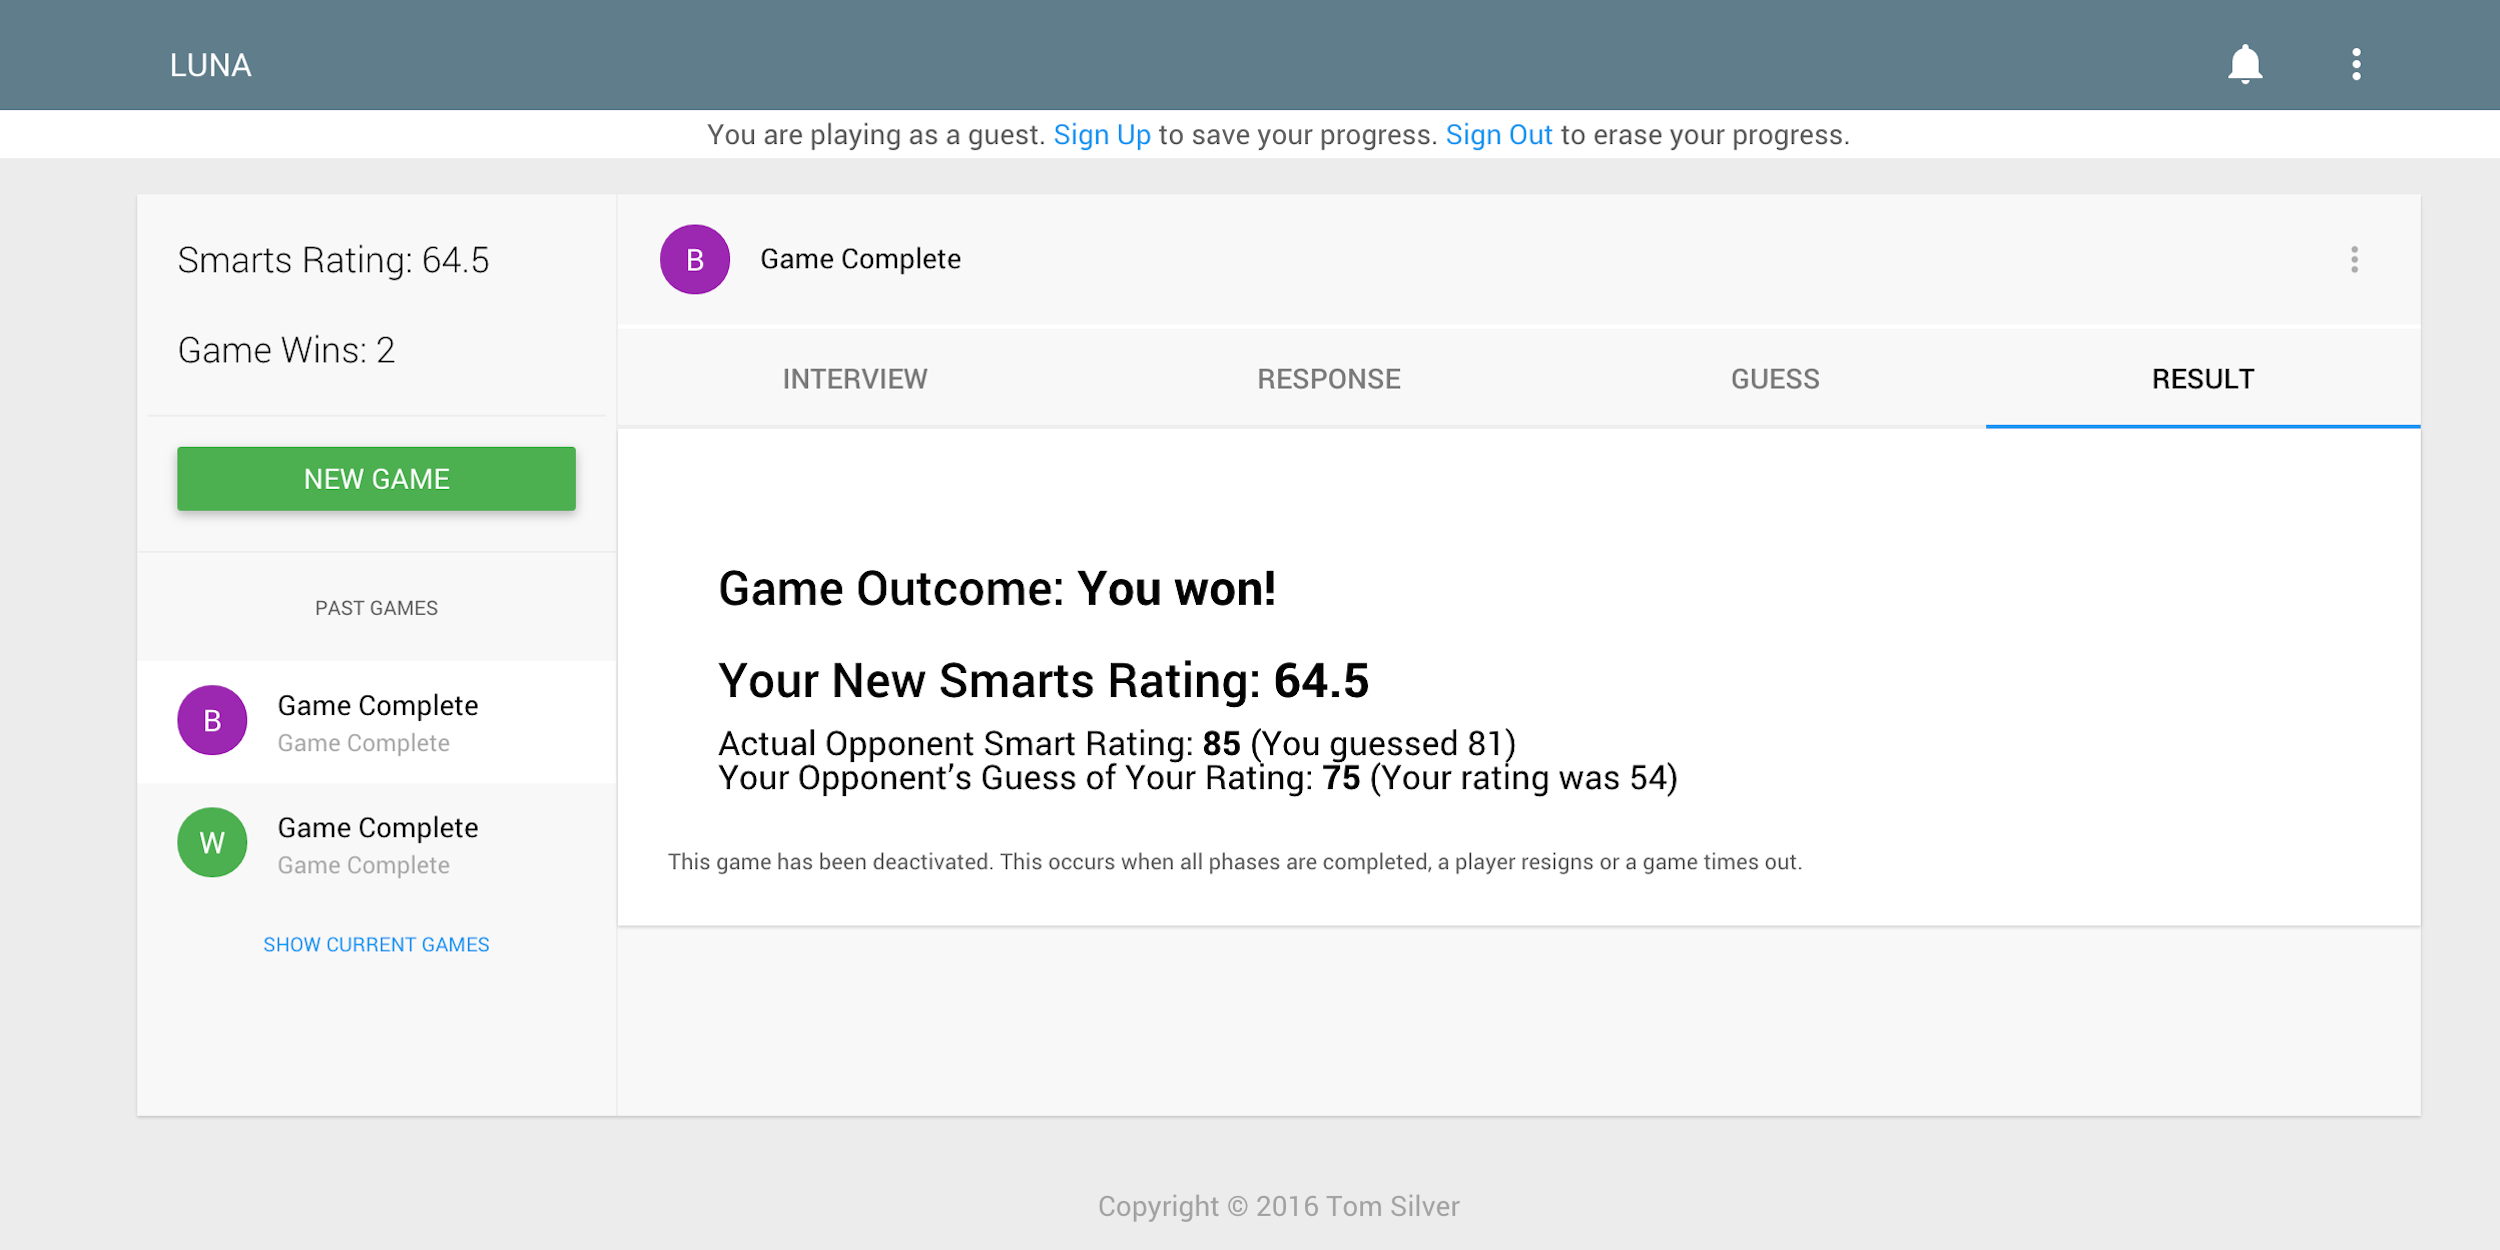 LUNA
You are playing as a guest. Sign Up to save your progress. Sign Out to erase your progress.
Smarts Rating: 64.5
Game Wins: 2
NEW GAME
PAST GAMES
B
Game Complete
Game Complete
W
Game Complete
Game Complete
SHOW CURRENT GAMES
B
Game Complete
INTERVIEW
RESPONSE
GUESS
RESULT
Game Outcome: You won!
Your New Smarts Rating: 64.5
Actual Opponent Smart Rating: 85 (You guessed 81)
Your Opponent’s Guess of Your Rating: 75 (Your rating was 54)
This game has been deactivated. This occurs when all phases are completed, a player resigns or a game times out.
Copyright © 2016 Tom Silver